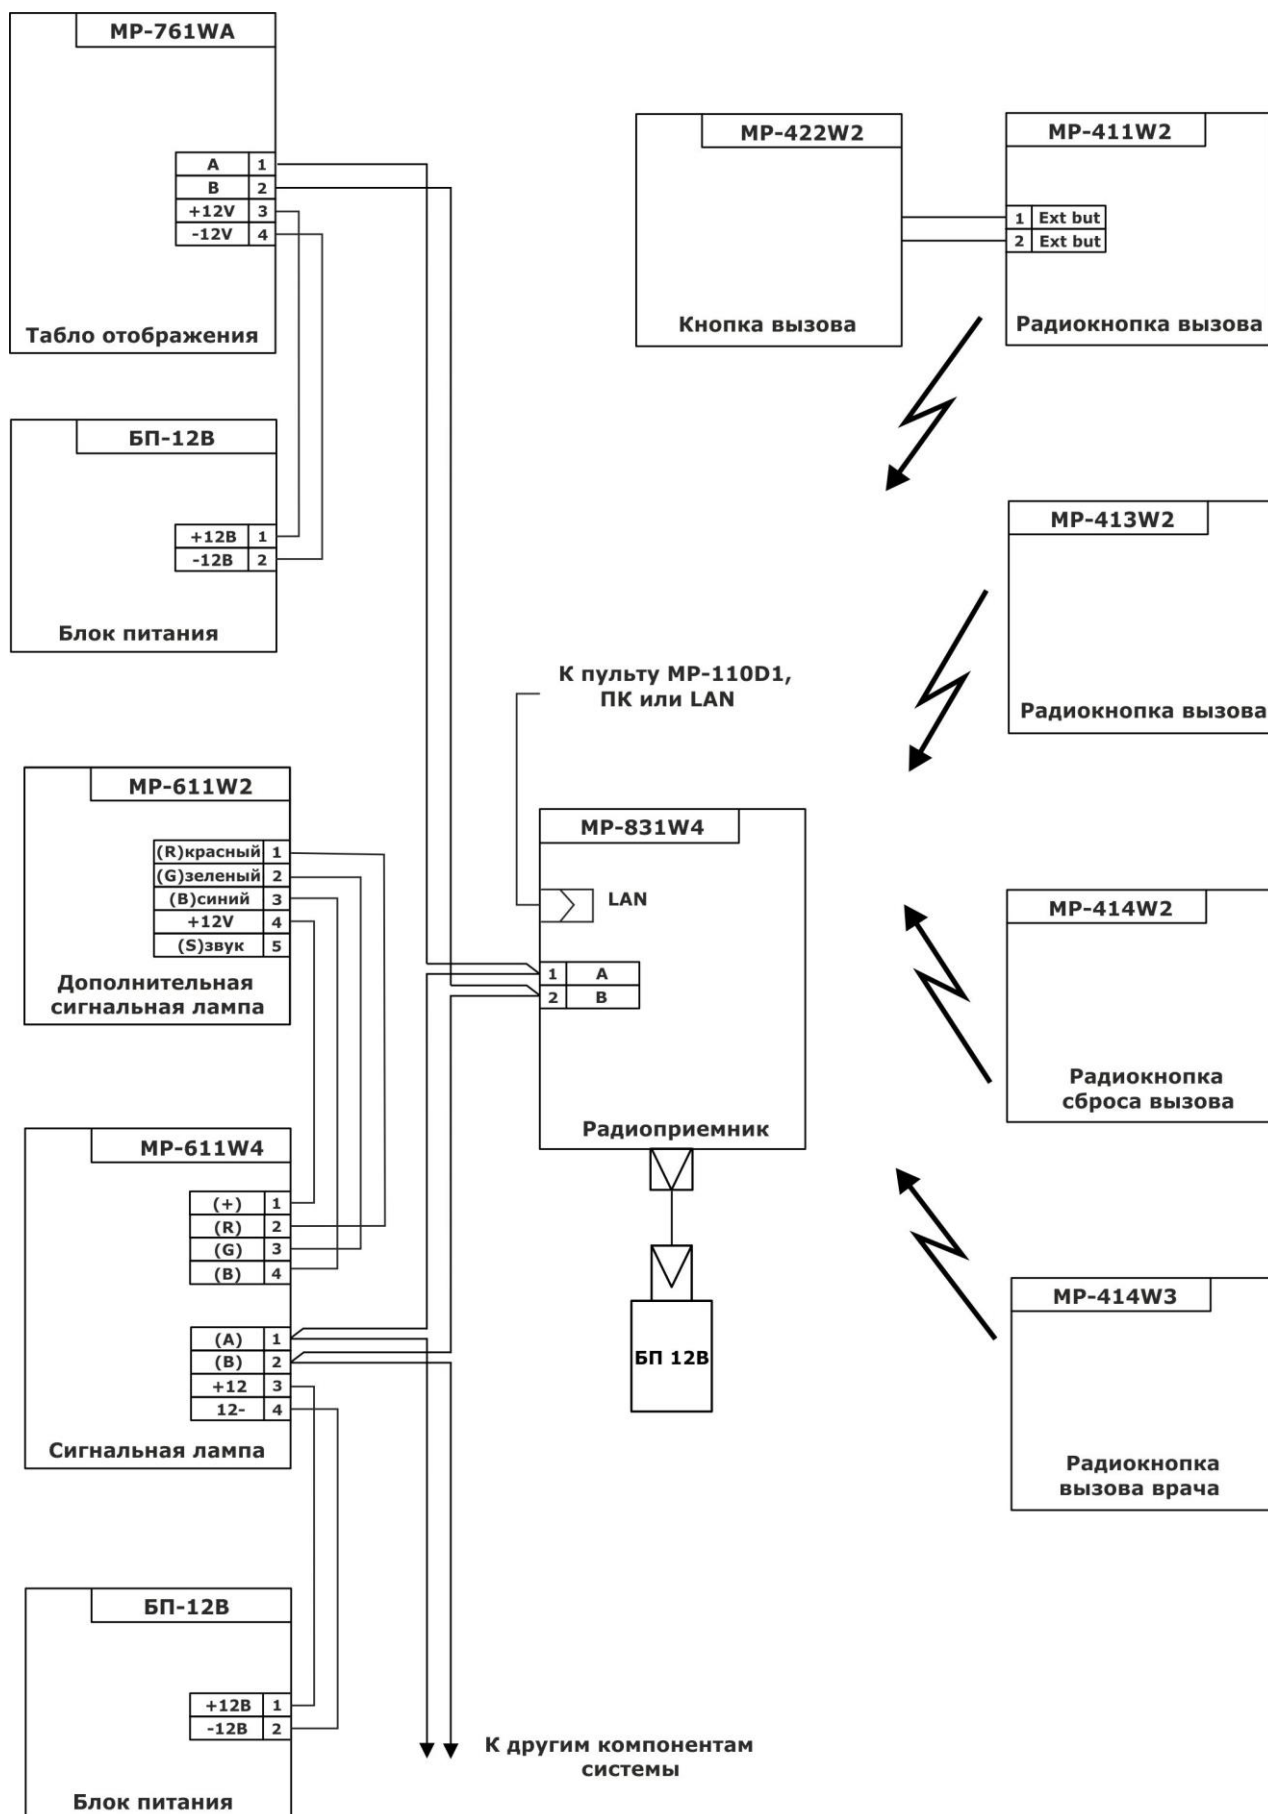 MP-761WA
A 1
B 2
+12V 3
-12V 4
Табло отображения
БП-12В
+12В 1
-12В 2
Блок питания
MP-611W2
(R)красный 1
(G)зеленый 2
(B)синий 3
+12V 4
(S)звук 5
Дополнительная
сигнальная лампа
MP-611W4
(+) 1
(R) 2
(G) 3
(B) 4
(A) 1
(B) 2
+12 3
12- 4
Сигнальная лампа
БП-12В
+12В 1
-12В 2
Блок питания
К пульту MP-110D1,
ПК или LAN
MP-831W4
LAN
1 A
2 B
Радиоприемник
БП 12В
К другим компонентам
системы
MP-422W2
Кнопка вызова
MP-411W2
1 Ext but
2 Ext but
Радиокнопка вызова
MP-413W2
Радиокнопка вызова
MP-414W2
Радиокнопка
сброса вызова
MP-414W3
Радиокнопка
вызова врача